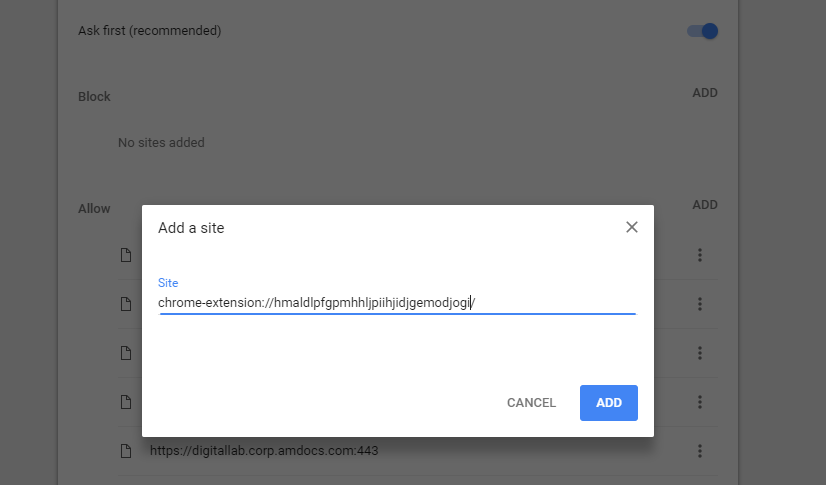 Ask first (recommended)
Block
ADD
No sites added
Allow
ADD
Add a site
Site
chrome-extension://hmaldlpfgpmhhljpiihjidjgemodjogi/
CANCEL
ADD
https://digitallab.corp.amdocs.com:443